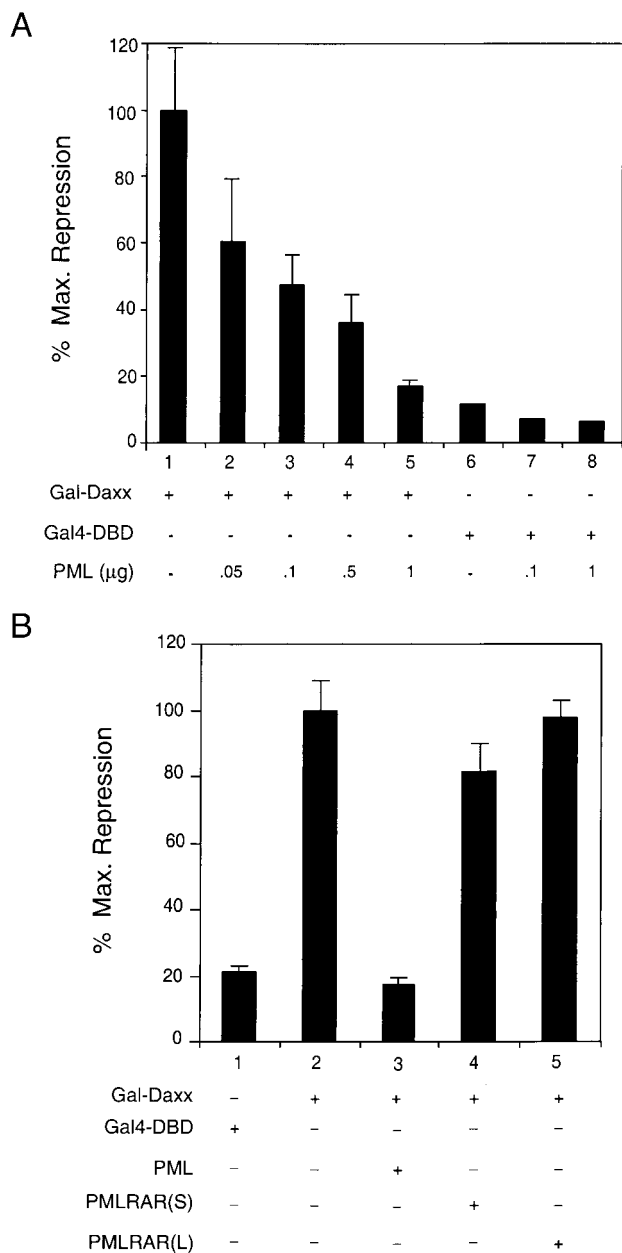 A
120
100
80
60
40
20
0
% Max. Repression
1 2 3 4 5 6 7 8
Gal-Daxx + + + + + - - -
Gal4-DBD - - - - - + + +
PML (µg) - .05 .1 .5 1 - .1 1
B
120
100
80
60
40
20
0
% Max. Repression
1 2 3 4 5
Gal-Daxx – + + + +
Gal4-DBD + – – – –
PML – – + – –
PMLRAR(S) – – – + –
PMLRAR(L) – – – – +